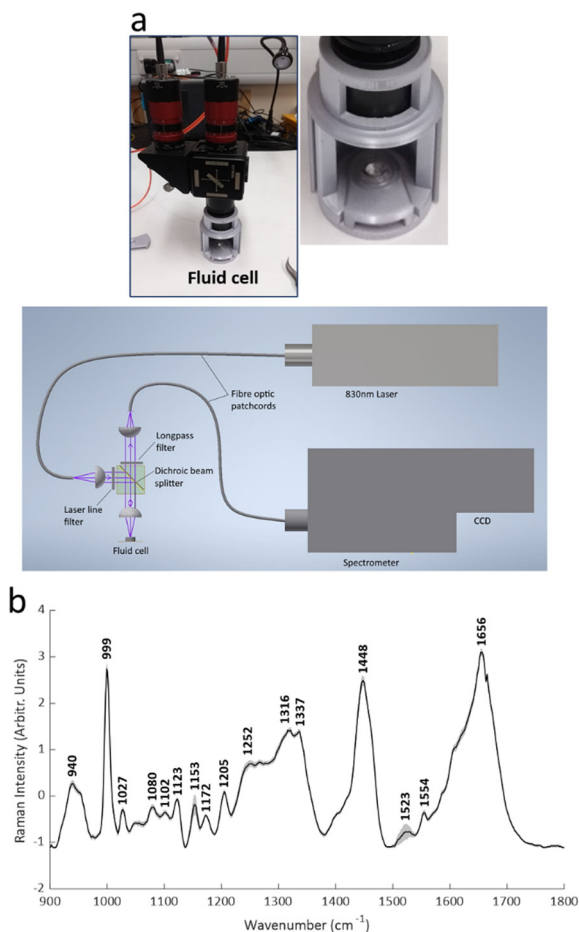 a
Fluid cell
Fibre optic
patchcords
830nm Laser
Longpass
filter
Dichroic beam
splitter
Laser line
filter
Fluid cell
CCD
Spectrometer
b
Raman Intensity (Arbitr. Units)
4
3
2
1
0
-1
-2
940
999
1027
1080
1102
1123
1153
1172
1205
1252
1316
1337
1448
1523
1554
1656
900 1000 1100 1200 1300 1400 1500 1600 1700 1800
Wavenumber (cm⁻¹)